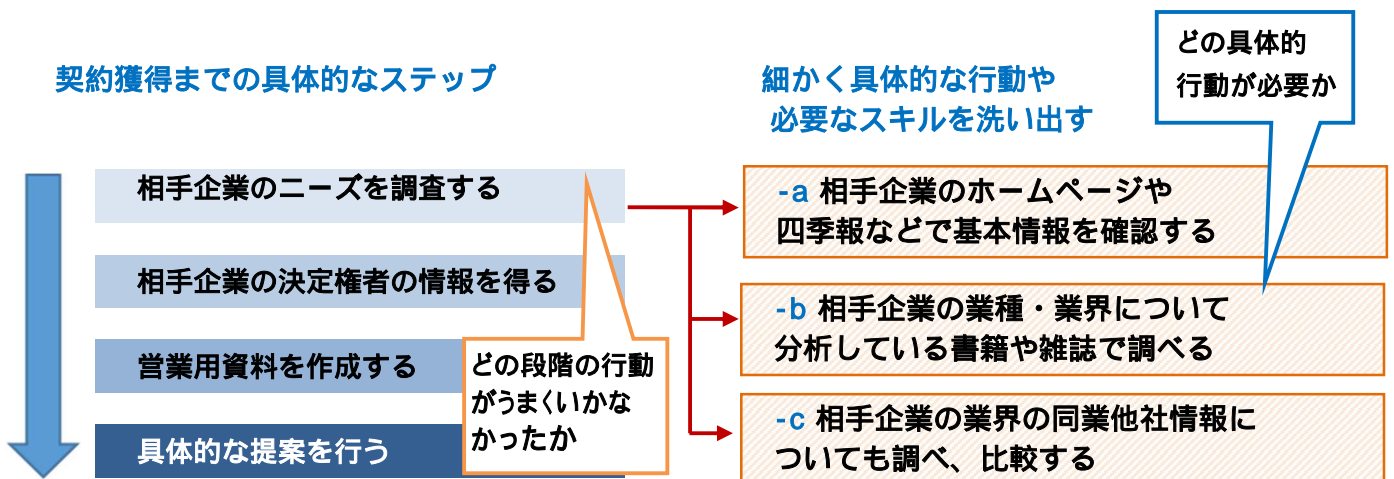 契約獲得までの具体的なステップ
相手企業のニーズを調査する
相手企業の決定権者の情報を得る
営業用資料を作成する
具体的な提案を行う
どの段階の行動
がうまくいかな
かったか
細かく具体的な行動や
必要なスキルを洗い出す
どの具体的
行動が必要か
-a 相手企業のホームページや
四季報などで基本情報を確認する
-b 相手企業の業種・業界について
分析している書籍や雑誌で調べる
-c 相手企業の業界の同業他社情報に
ついても調べ、比較する